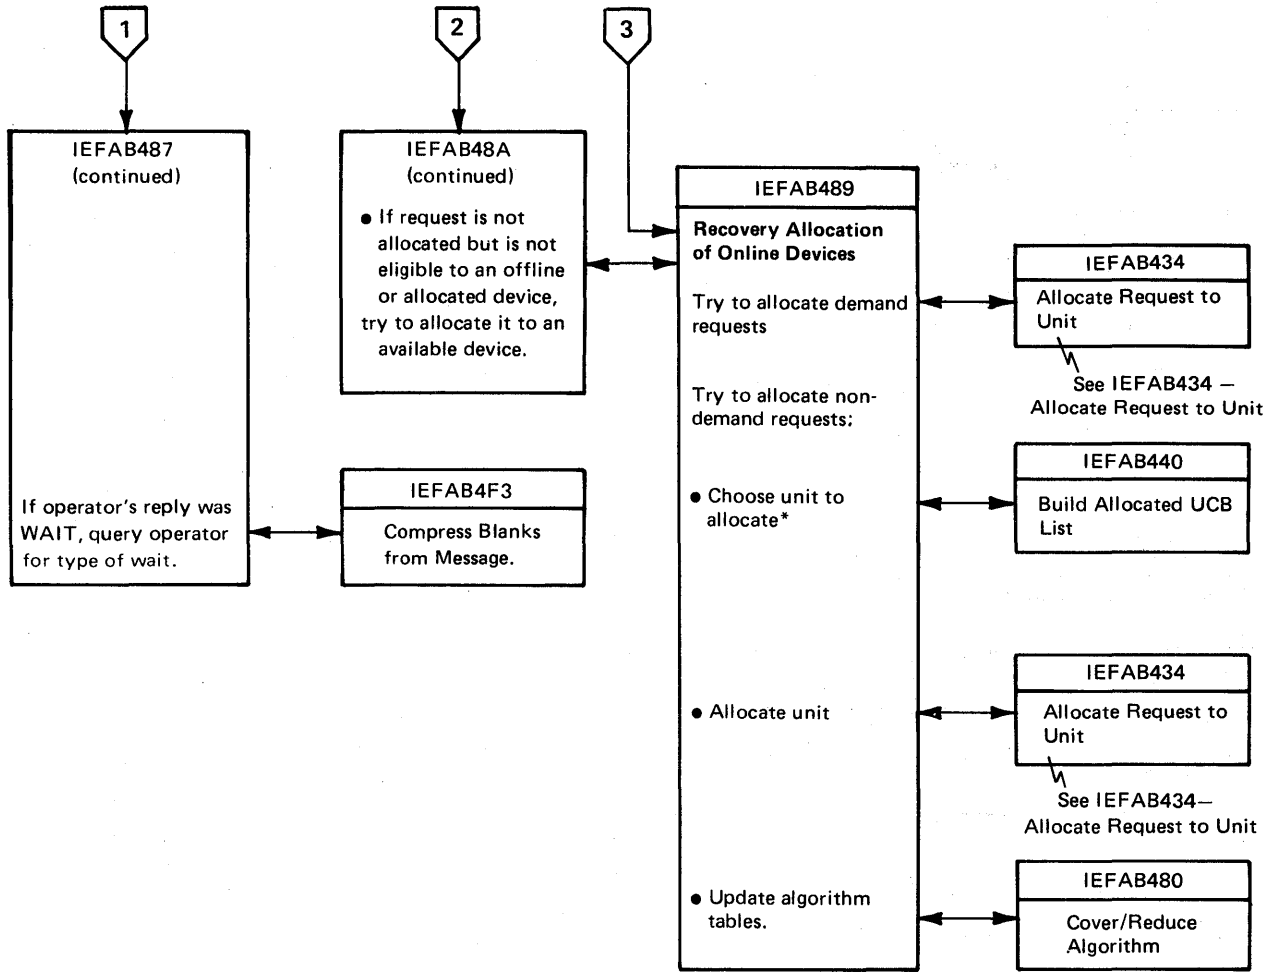 1
2
3
IEFAB487
(continued)
If operator's reply was
WAIT, query operator
for type of wait.
IEFAB48A
(continued)
● If request is not
allocated but is not
eligible to an offline
or allocated device,
try to allocate it to an
available device.
IEFAB4F3
Compress Blanks
from Message.
IEFAB489
Recovery Allocation
of Online Devices
Try to allocate demand
requests
Try to allocate non-
demand requests:
● Choose unit to
allocate*
● Allocate unit
● Update algorithm
tables.
IEFAB434
Allocate Request to
Unit
See IEFAB434 –
Allocate Request to Unit
IEFAB440
Build Allocated UCB
List
IEFAB434
Allocate Request to
Unit
See IEFAB434–
Allocate Request to Unit
IEFAB480
Cover/Reduce
Algorithm